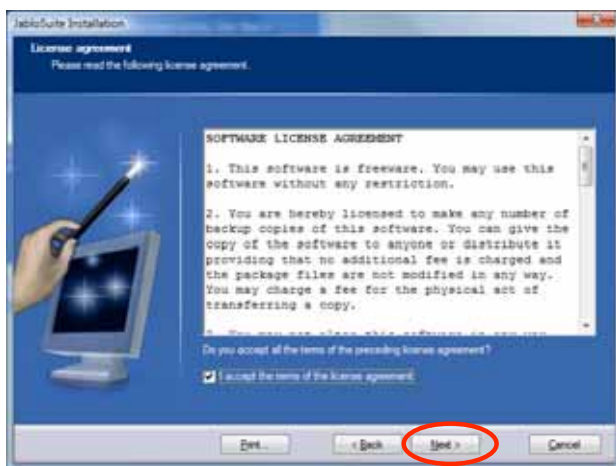 JabloSuite Installation
License agreement
Please read the following license agreement.
SOFTWARE LICENSE AGREEMENT
1. This software is freeware. You may use this
software without any restriction.
2. You are hereby licensed to make any number of
backup copies of this software. You can give the
copy of the software to anyone or distribute it
providing that no additional fee is charged and
the package files are not modified in any way.
You may charge a fee for the physical act of
transferring a copy.
Do you accept all the terms of the preceding license agreement?
I accept the terms of the license agreement.
Print...
< Back
Next >
Cancel